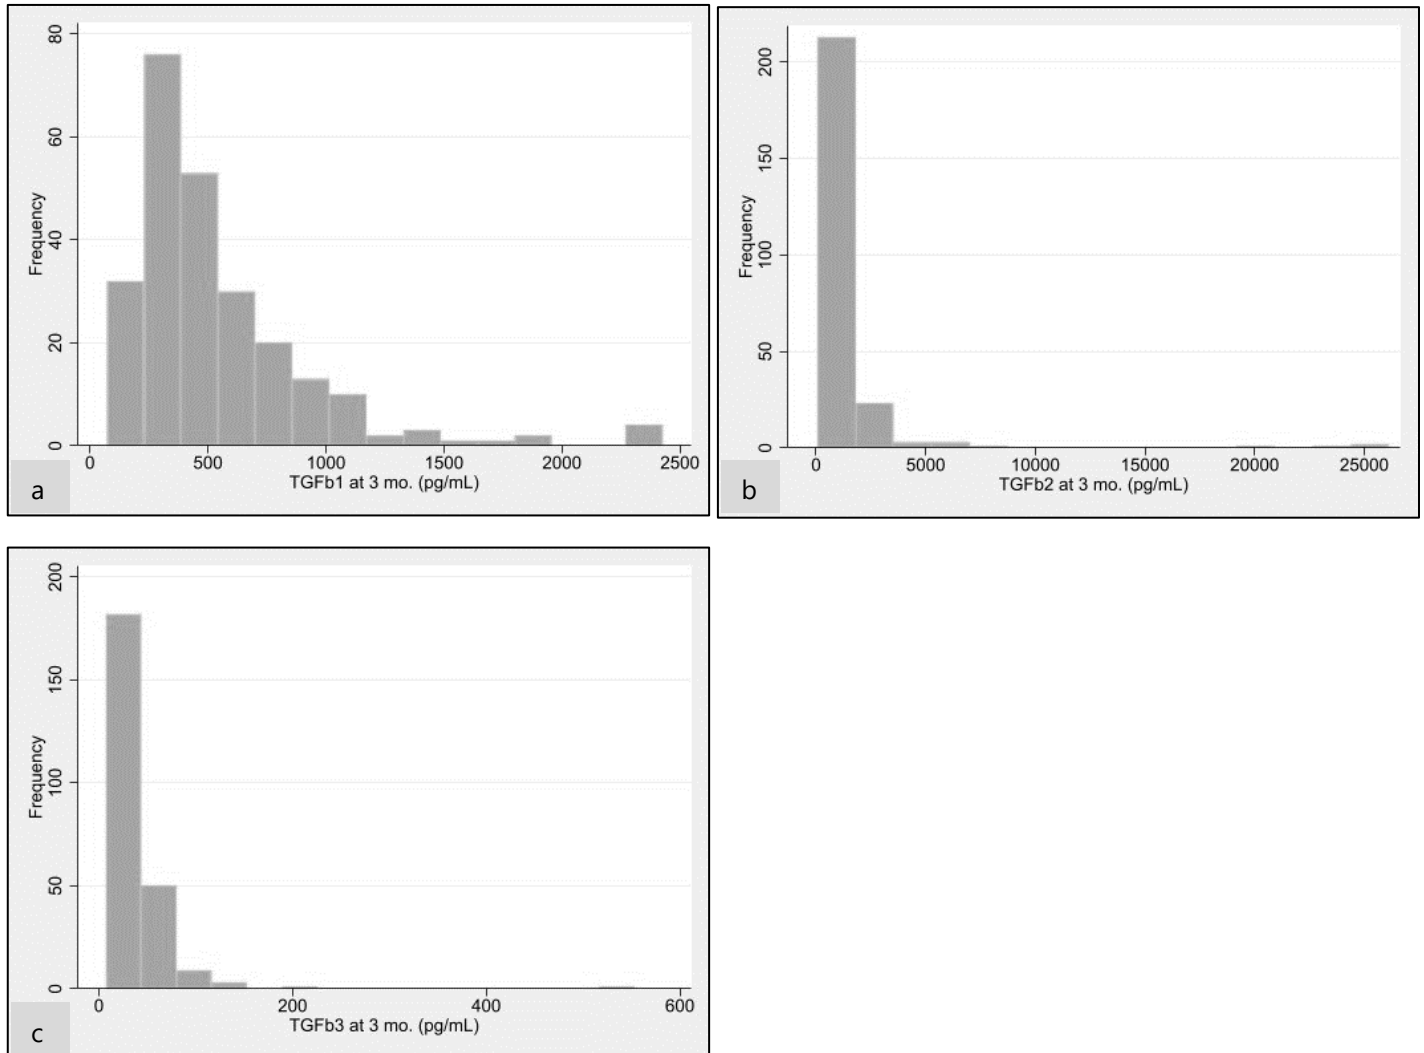 80
60
40
20
0
Frequency
0 500 1000 1500 2000 2500
TGFb1 at 3 mo. (pg/mL)
a
200
150
100
50
0
Frequency
0 5000 10000 15000 20000 25000
TGFb2 at 3 mo. (pg/mL)
b
200
150
100
50
0
Frequency
0 200 400 600
TGFb3 at 3 mo. (pg/mL)
c